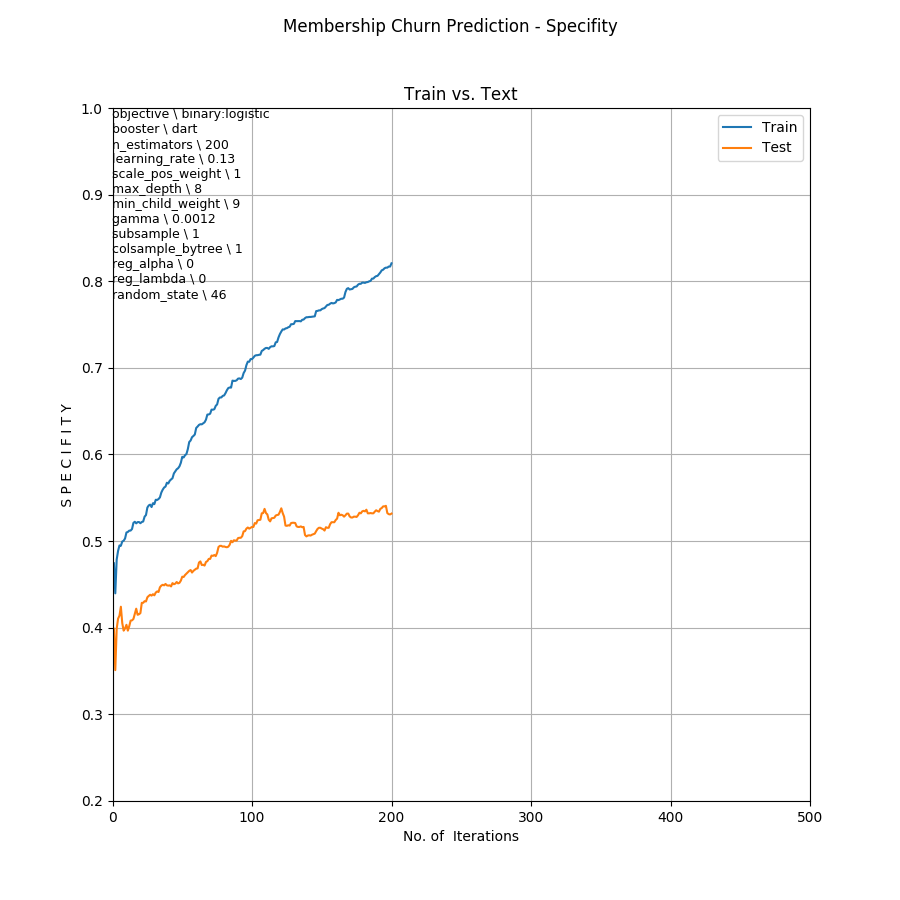 Membership Churn Prediction - Specifity
Train vs. Text
objective \ binary:logistic
booster \ dart
n_estimators \ 200
learning_rate \ 0.13
scale_pos_weight \ 1
max_depth \ 8
min_child_weight \ 9
gamma \ 0.0012
subsample \ 1
colsample_bytree \ 1
reg_alpha \ 0
reg_lambda \ 0
random_state \ 46
Train
Test
1.0
0.9
0.8
0.7
0.6
0.5
0.4
0.3
0.2
S P E C I F I T Y
0 100 200 300 400 500
No. of  Iterations